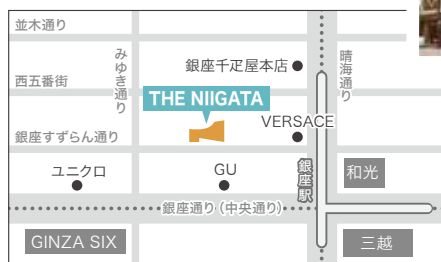 並木通り
みゆき通り
銀座千疋屋本店
晴海通り
西五番街
THE NIIGATA
VERSACE
銀座すずらん通り
ユニクロ
GU
銀座駅
和光
銀座通り(中央通り)
GINZA SIX
三越